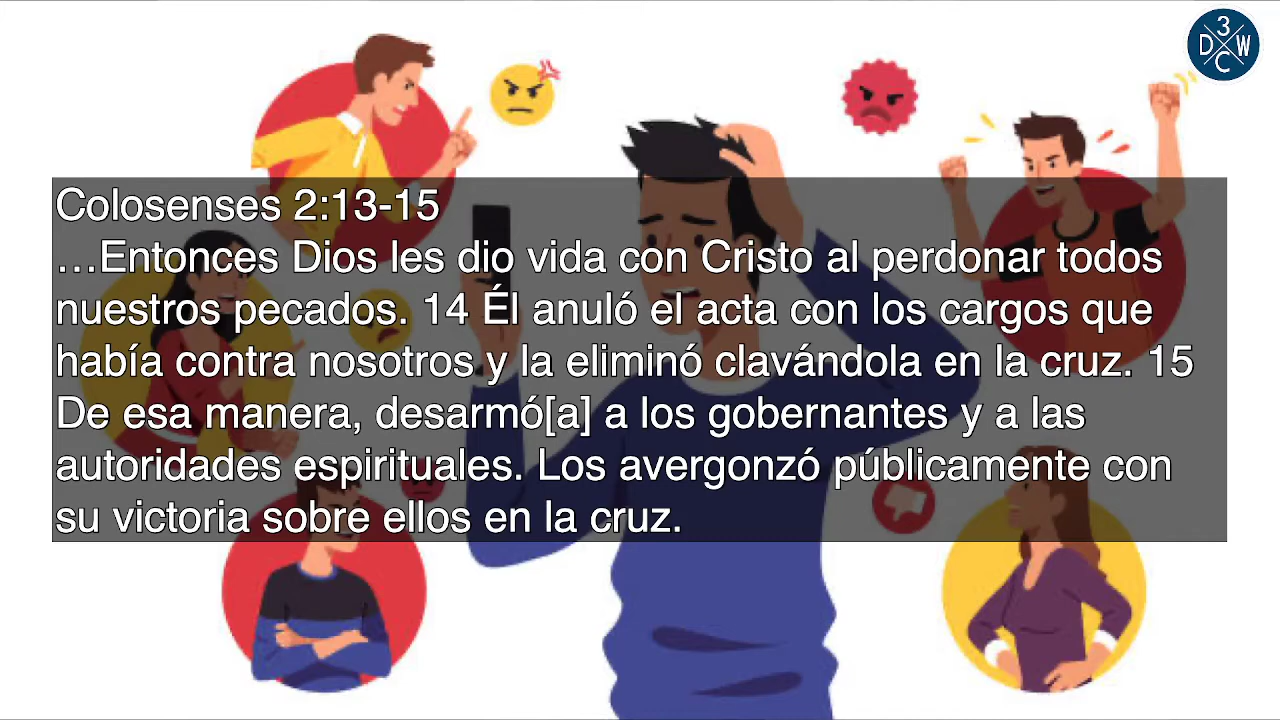 3
D W
C
Colosenses 2:13-15
…Entonces Dios les dio vida con Cristo al perdonar todos
nuestros pecados. 14 Él anuló el acta con los cargos que
había contra nosotros y la eliminó clavándola en la cruz. 15
De esa manera, desarmó[a] a los gobernantes y a las
autoridades espirituales. Los avergonzó públicamente con
su victoria sobre ellos en la cruz.